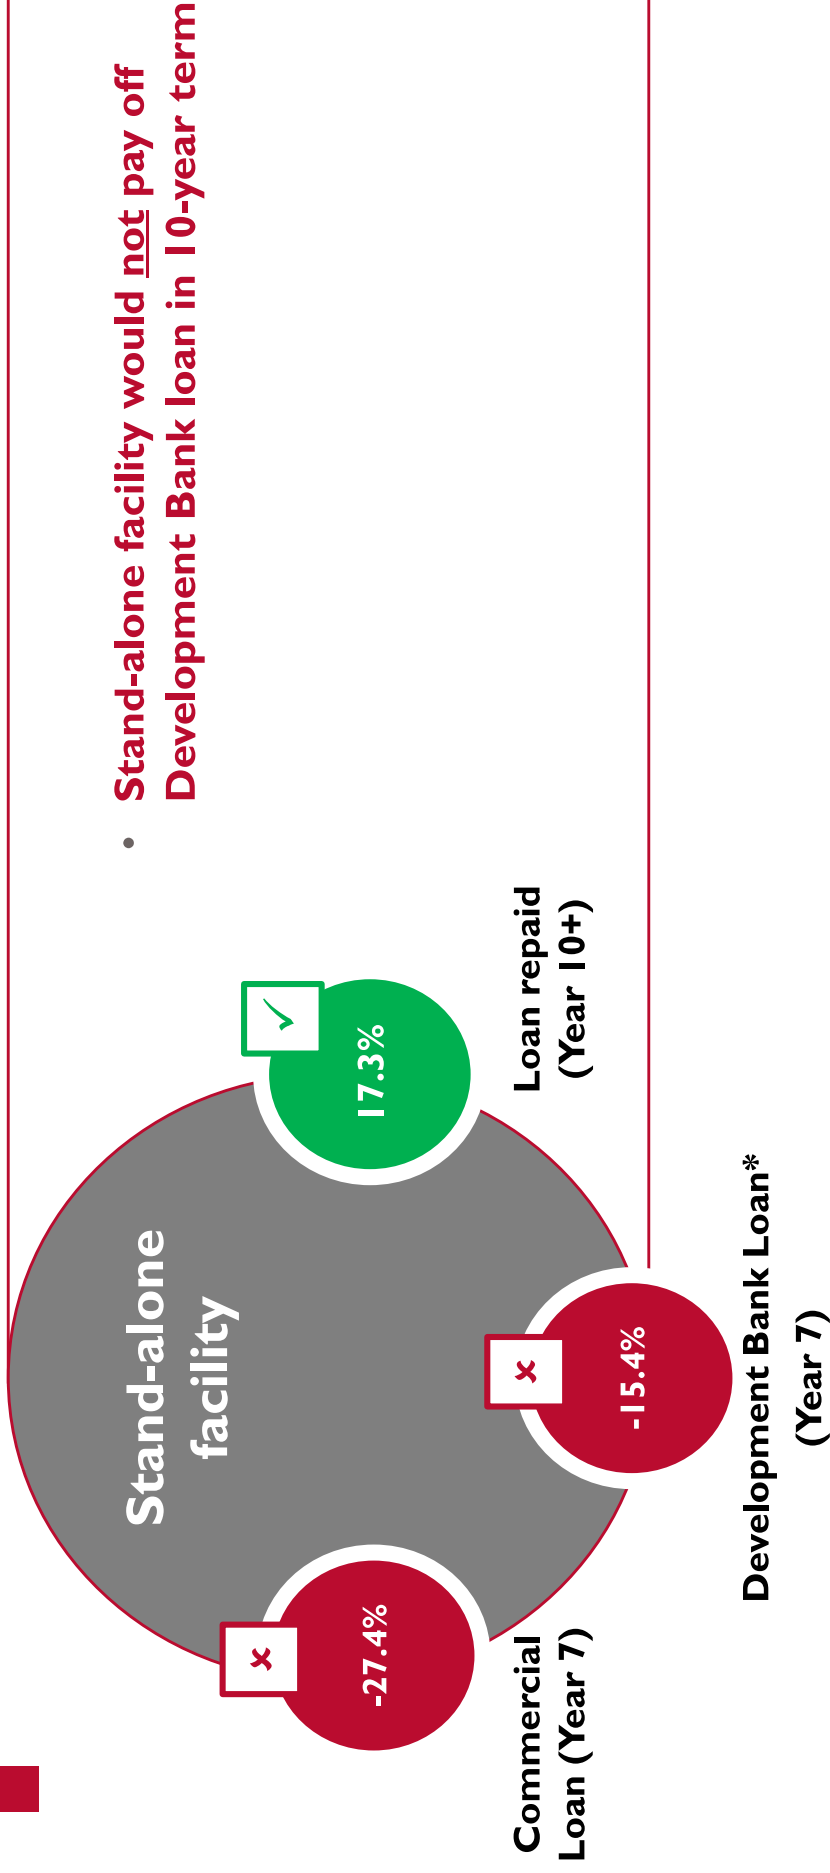 Stand-alone
facility
-27.4%
Commercial
Loan (Year 7)
-15.4%
Development Bank Loan*
(Year 7)
17.3%
Loan repaid
(Year 10+)
• Stand-alone facility would not pay off
Development Bank loan in 10-year term